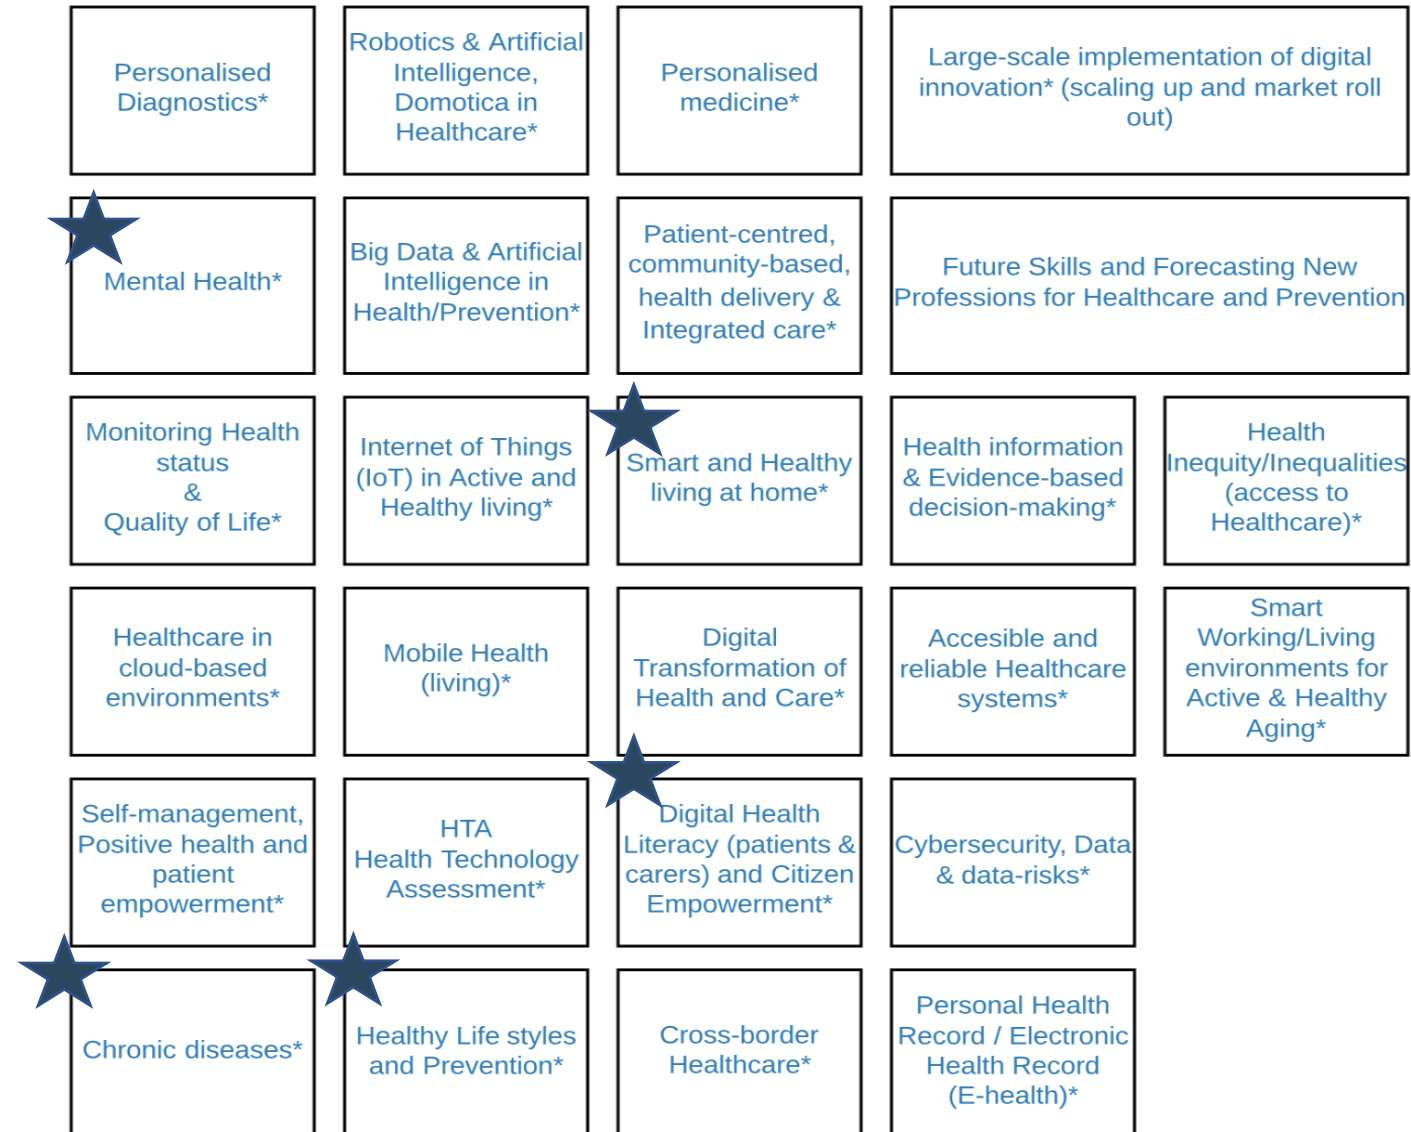 Personalised
Diagnostics*
Robotics & Artificial
Intelligence,
Domotica in
Healthcare*
Personalised
medicine*
Large-scale implementation of digital
innovation* (scaling up and market roll
out)
Mental Health*
Big Data & Artificial
Intelligence in
Health/Prevention*
Patient-centred,
community-based,
health delivery &
Integrated care*
Future Skills and Forecasting New
Professions for Healthcare and Prevention
Monitoring Health
status
&
Quality of Life*
Internet of Things
(IoT) in Active and
Healthy living*
Smart and Healthy
living at home*
Health information
& Evidence-based
decision-making*
Health
Inequity/Inequalities
(access to
Healthcare)*
Healthcare in
cloud-based
environments*
Mobile Health
(living)*
Digital
Transformation of
Health and Care*
Accesible and
reliable Healthcare
systems*
Smart
Working/Living
environments for
Active & Healthy
Aging*
Self-management,
Positive health and
patient
empowerment*
HTA
Health Technology
Assessment*
Digital Health
Literacy (patients &
carers) and Citizen
Empowerment*
Cybersecurity, Data
& data-risks*
Chronic diseases*
Healthy Life styles
and Prevention*
Cross-border
Healthcare*
Personal Health
Record / Electronic
Health Record
(E-health)*